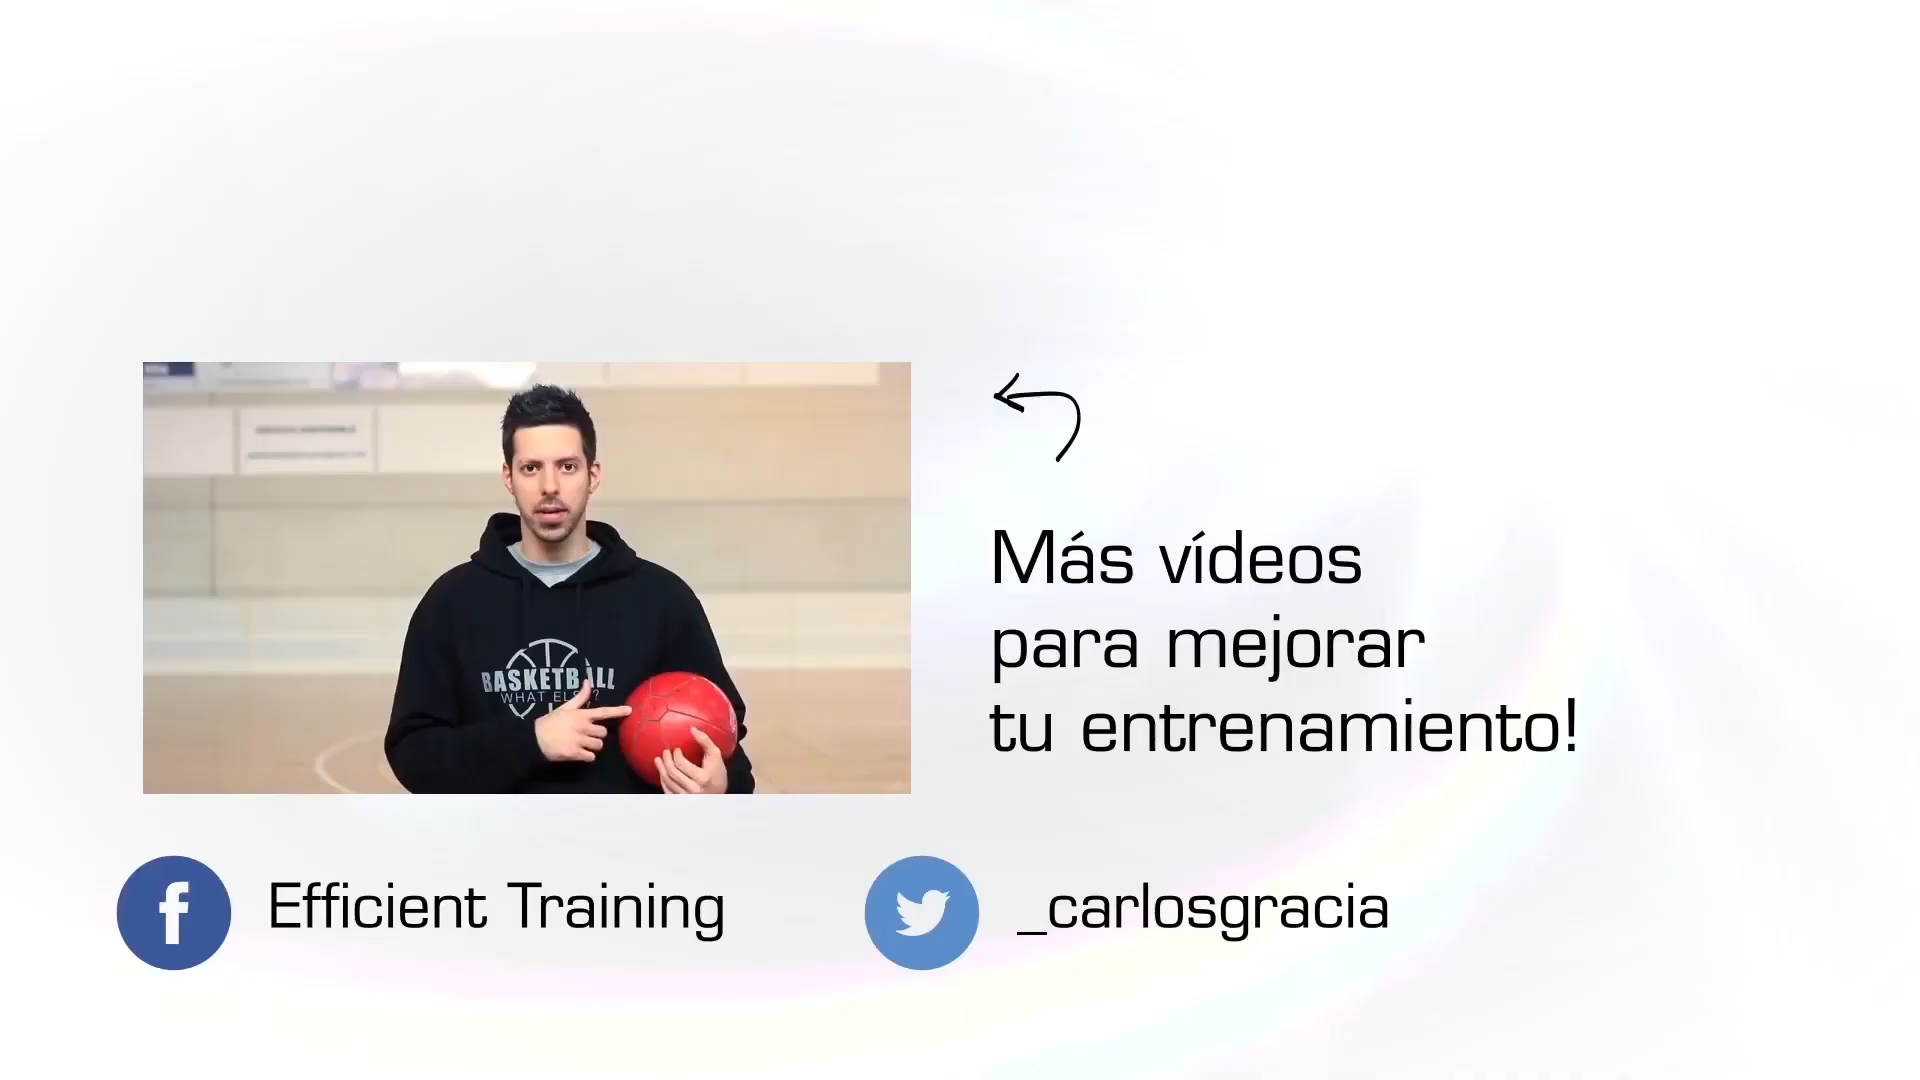 BASKETBALL
WHAT ELSE?
Más vídeos
para mejorar
tu entrenamiento!
Efficient Training
_carlosgracia